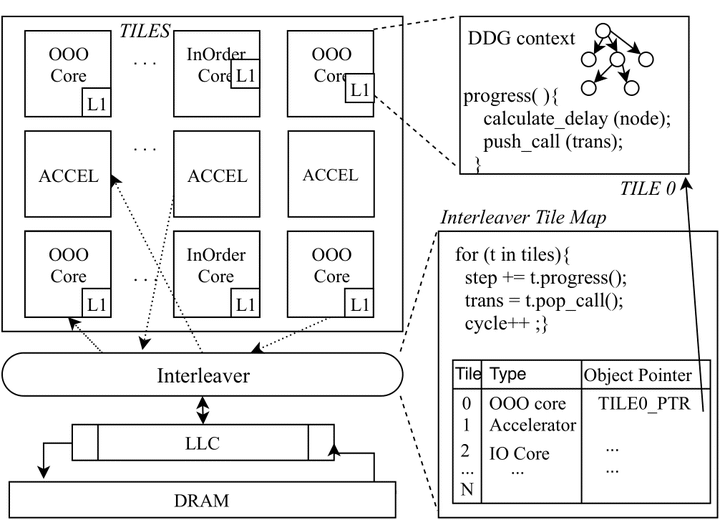 TILES
OOO
Core
L1
. . .
InOrder
Core
L1
OOO
Core
L1
ACCEL
. . .
ACCEL
ACCEL
OOO
Core
L1
. . .
InOrder
Core
L1
OOO
Core
L1
Interleaver
LLC
DRAM
DDG context
progress( ){
calculate_delay (node);
push_call (trans);
}
TILE 0
Interleaver Tile Map
for (t in tiles){
step += t.progress();
trans = t.pop_call();
cycle++ ;}
Tile Type Object Pointer
0 OOO core TILE0_PTR
1 Accelerator
2 IO Core ...
... ... ...
N